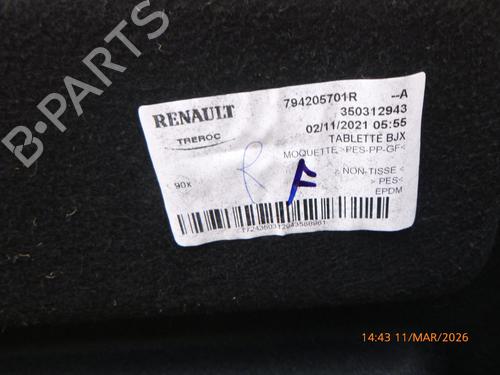 RENAULT
TREROC
90X
794205701R --A
350312943
02/11/2021 05:55
TABLETTE BJX
MOQUETTE >PES-PP-GF<
NON-TISSE <
> PES<
EPDM
R F
14:43 11/MAR/2026
B-PARTS